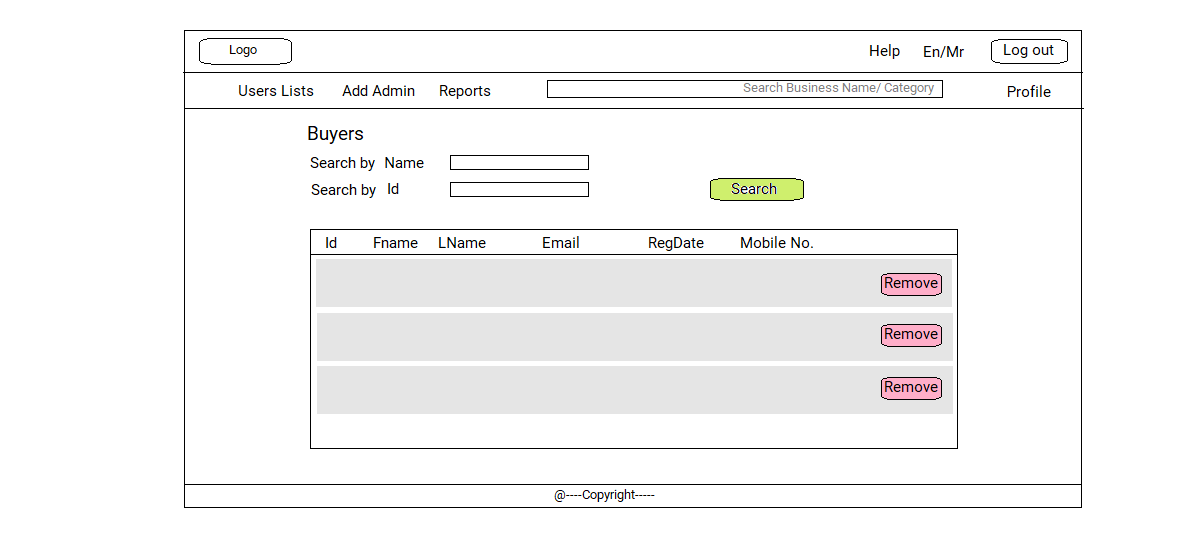 Logo Help En/Mr Log out
Users Lists Add Admin Reports Search Business Name/ Category Profile
Buyers
Search by Name
Search by Id Search
Id Fname LName Email RegDate Mobile No.
Remove
Remove
Remove
@----Copyright-----